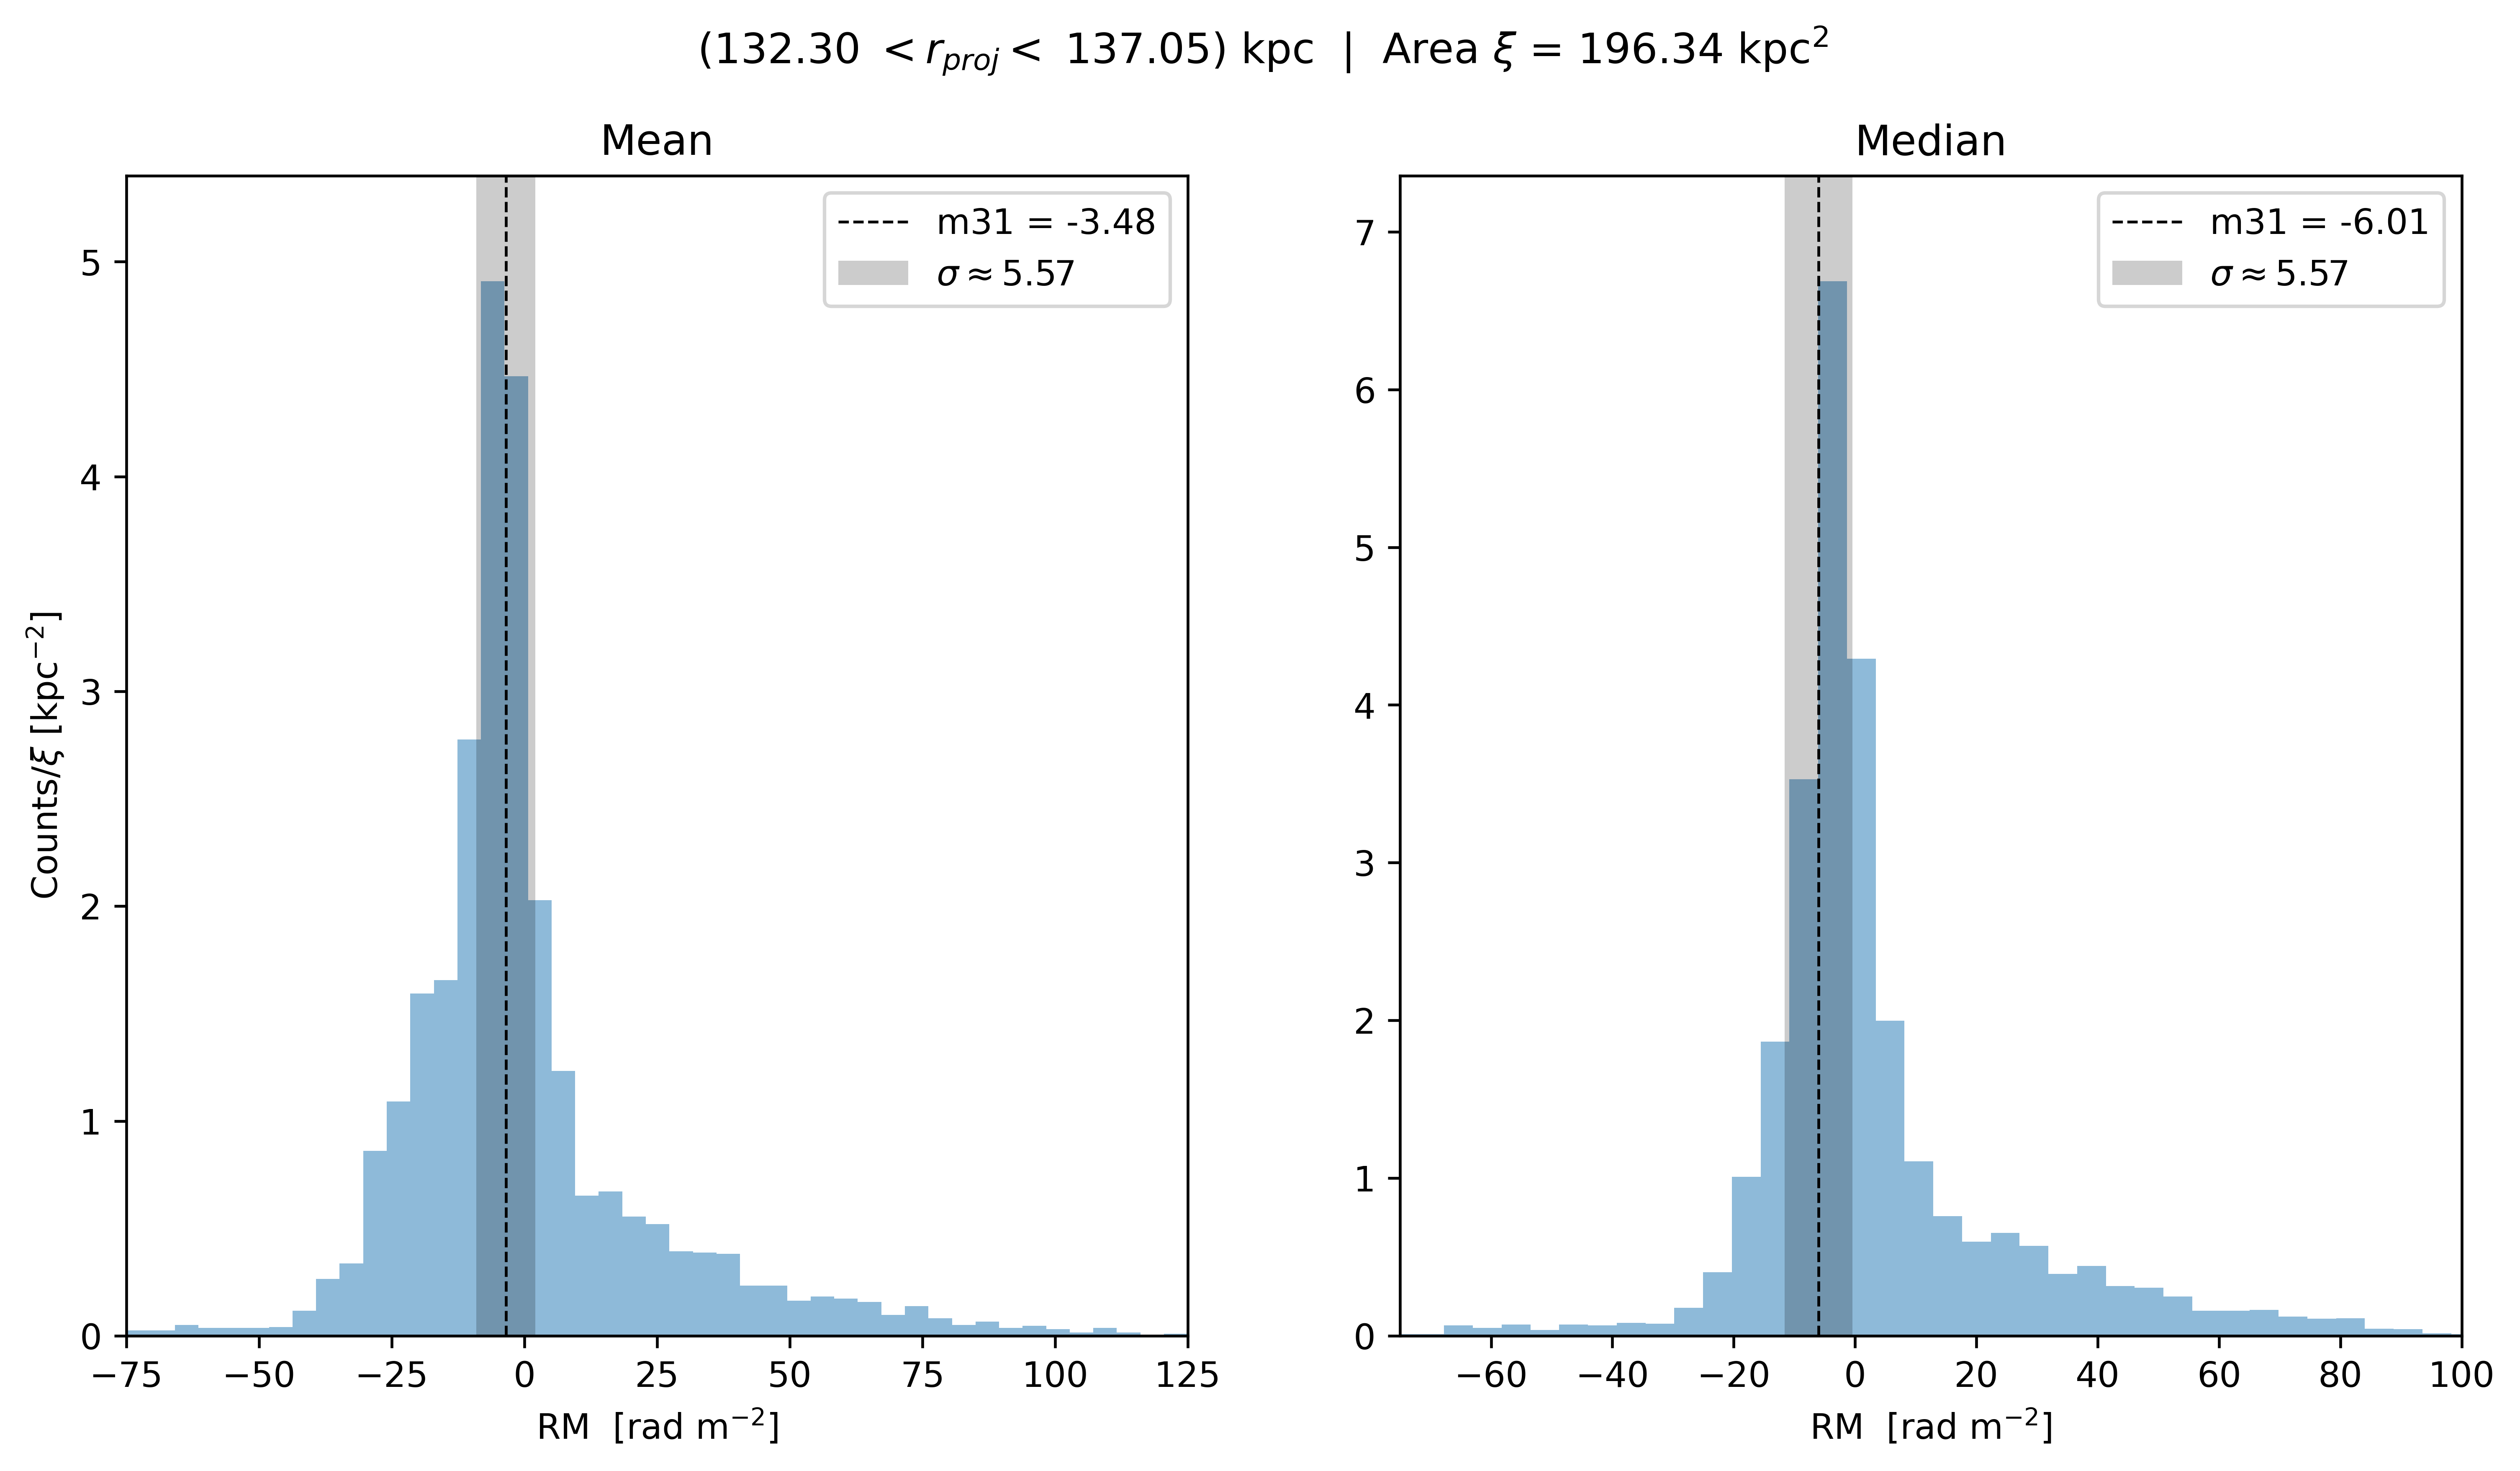 (132.30 < r_proj < 137.05) kpc | Area ξ = 196.34 kpc²
Mean
m31 = -3.48
σ ≈ 5.57
Counts/ξ [kpc⁻²]
5
4
3
2
1
0
−75 −50 −25 0 25 50 75 100 125
RM [rad m⁻²]
Median
m31 = -6.01
σ ≈ 5.57
7
6
5
4
3
2
1
0
−60 −40 −20 0 20 40 60 80 100
RM [rad m⁻²]